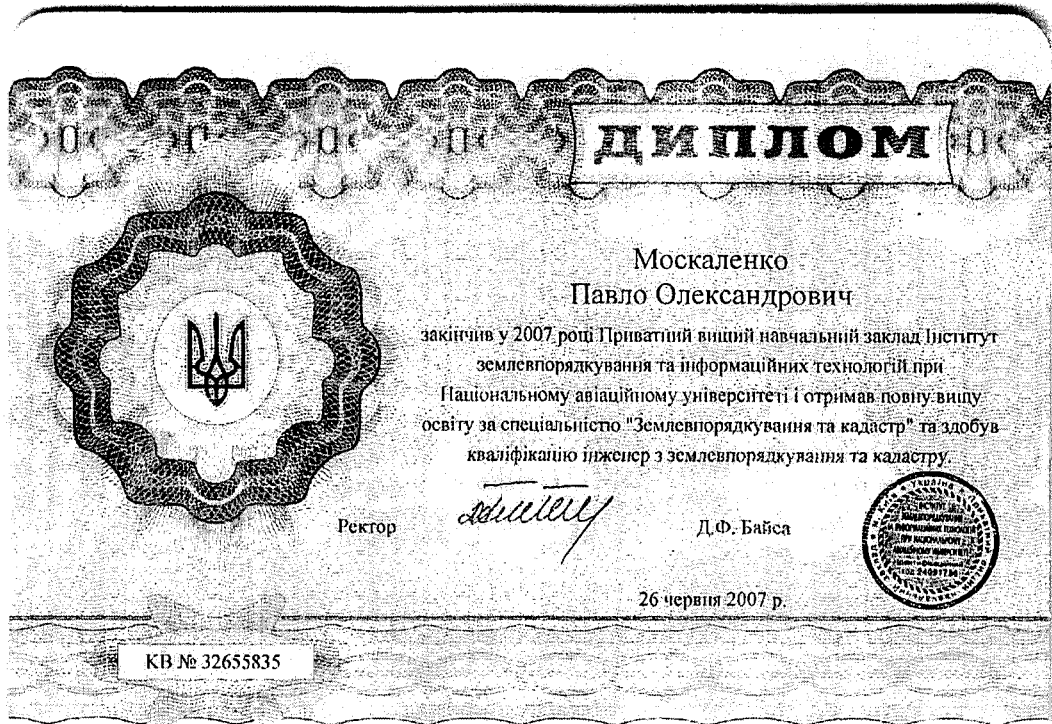 ДИПЛОМ
Москаленко
Павло Олександрович
закінчив у 2007 році Приватний вищий навчальний заклад Інститут
землевпорядкування та інформаційних технологій при
Національному авіаційному університеті і отримав повну вищу
освіту за спеціальністю "Землевпорядкування та кадастр" та здобув
кваліфікацію інженер з землевпорядкування та кадастру.
Ректор
Д.Ф. Байса
26 червня 2007 р.
КВ № 32655835